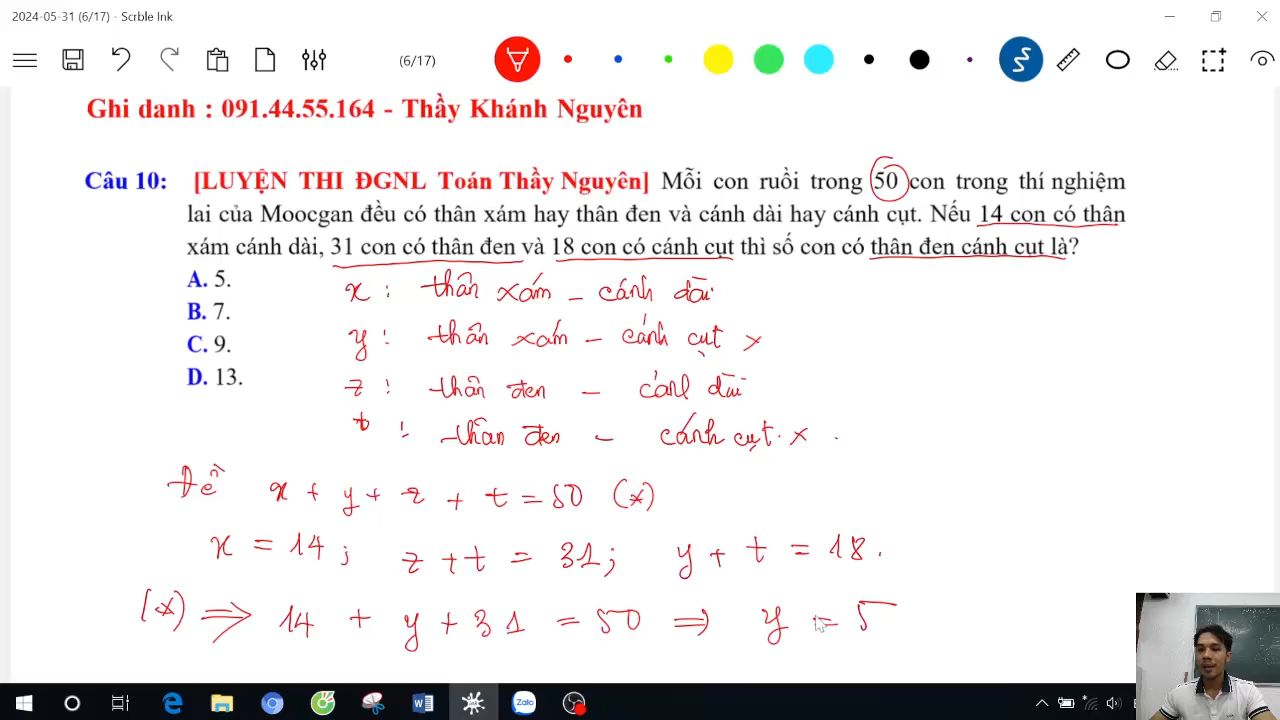 2024-05-31 (6/17) - Scrble Ink
(6/17)
Ghi danh : 091.44.55.164 - Thầy Khánh Nguyên
Câu 10: [LUYỆN THI ĐGNL Toán Thầy Nguyên] Mỗi con ruồi trong 50 con trong thí nghiệm
lai của Moocgan đều có thân xám hay thân đen và cánh dài hay cánh cụt. Nếu 14 con có thân
xám cánh dài, 31 con có thân đen và 18 con có cánh cụt thì số con có thân đen cánh cụt là?
A. 5.
B. 7.
C. 9.
D. 13.
x : thân xám - cánh dài
y : thân xám - cánh cụt x
z : thân đen - cánh dài
t : thân đen - cánh cụt. x .
Đề x + y + z + t = 50 (*)
x = 14 ; z + t = 31 ; y + t = 18 .
(*) ⟹ 14 + y + 31 = 50 ⟹ y = 5
Zalo